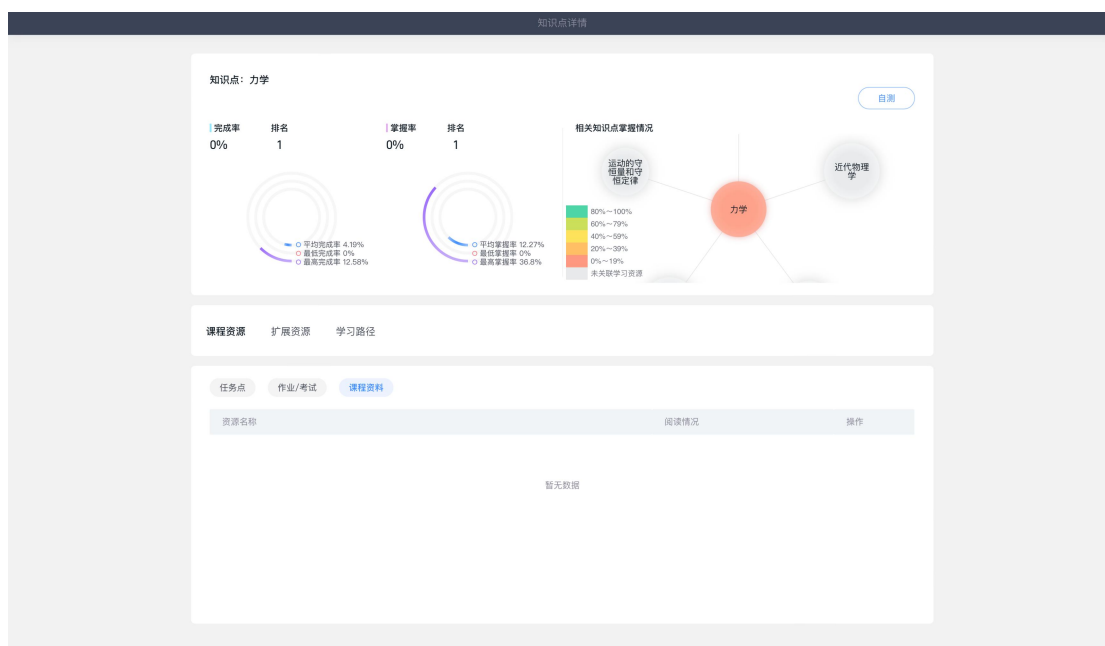 知识点详情
知识点：力学
自测
完成率
排名
0%
1
掌握率
排名
0%
1
平均完成率 4.19%
最低完成率 0%
最高完成率 12.58%
平均掌握率 12.27%
最低掌握率 0%
最高掌握率 36.8%
相关知识点掌握情况
运动的守
恒量和守
恒定律
近代物理
学
力学
80%～100%
60%～79%
40%～59%
20%～39%
0%～19%
未关联学习资源
课程资源
扩展资源
学习路径
任务点
作业/考试
课程资料
资源名称
阅读情况
操作
暂无数据